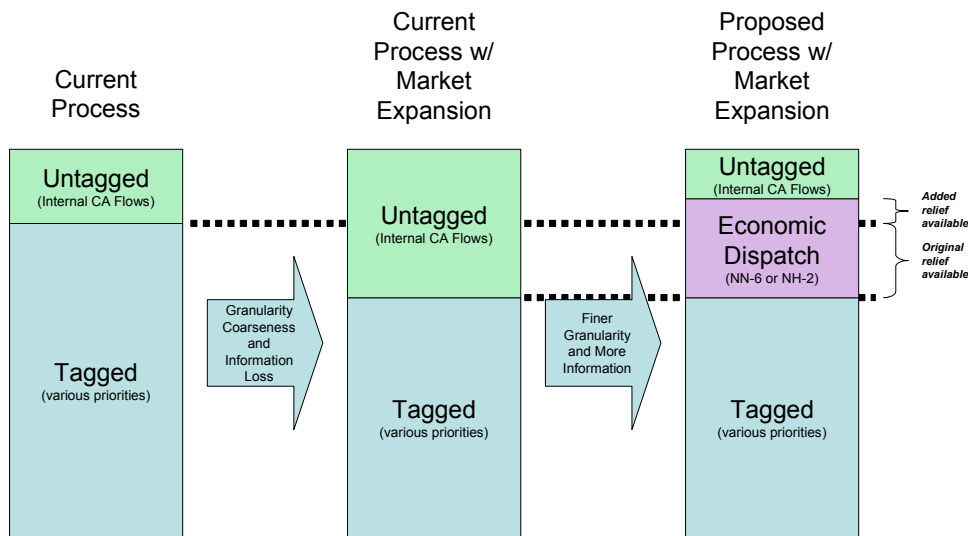 Current
Process
Current
Process w/
Market
Expansion
Proposed
Process w/
Market
Expansion
Untagged
(Internal CA Flows)
Tagged
(various priorities)
Granularity
Coarseness
and
Information
Loss
Untagged
(Internal CA Flows)
Tagged
(various priorities)
Finer
Granularity
and More
Information
Untagged
(Internal CA Flows)
Economic
Dispatch
(NN-6 or NH-2)
Tagged
(various priorities)
Added
relief
available
Original
relief
available